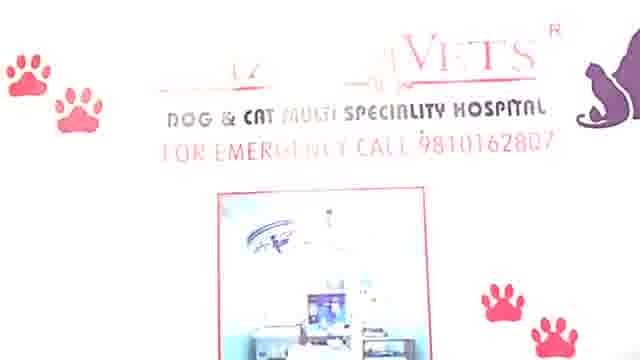 VETS ®
DOG & CAT MULTI SPECIALITY HOSPITAL
FOR EMERGENCY CALL 9810162807